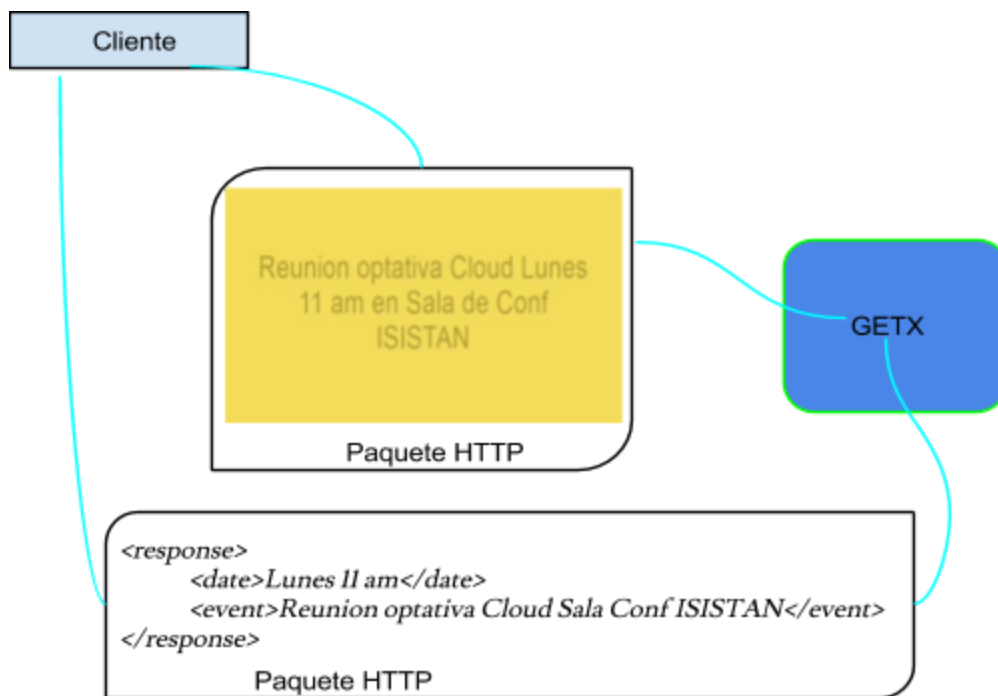 Cliente
Reunion optativa Cloud Lunes
11 am en Sala de Conf
ISISTAN
Paquete HTTP
GETX
<response>
<date>Lunes 11 am</date>
<event>Reunion optativa Cloud Sala Conf ISISTAN</event>
</response>
Paquete HTTP